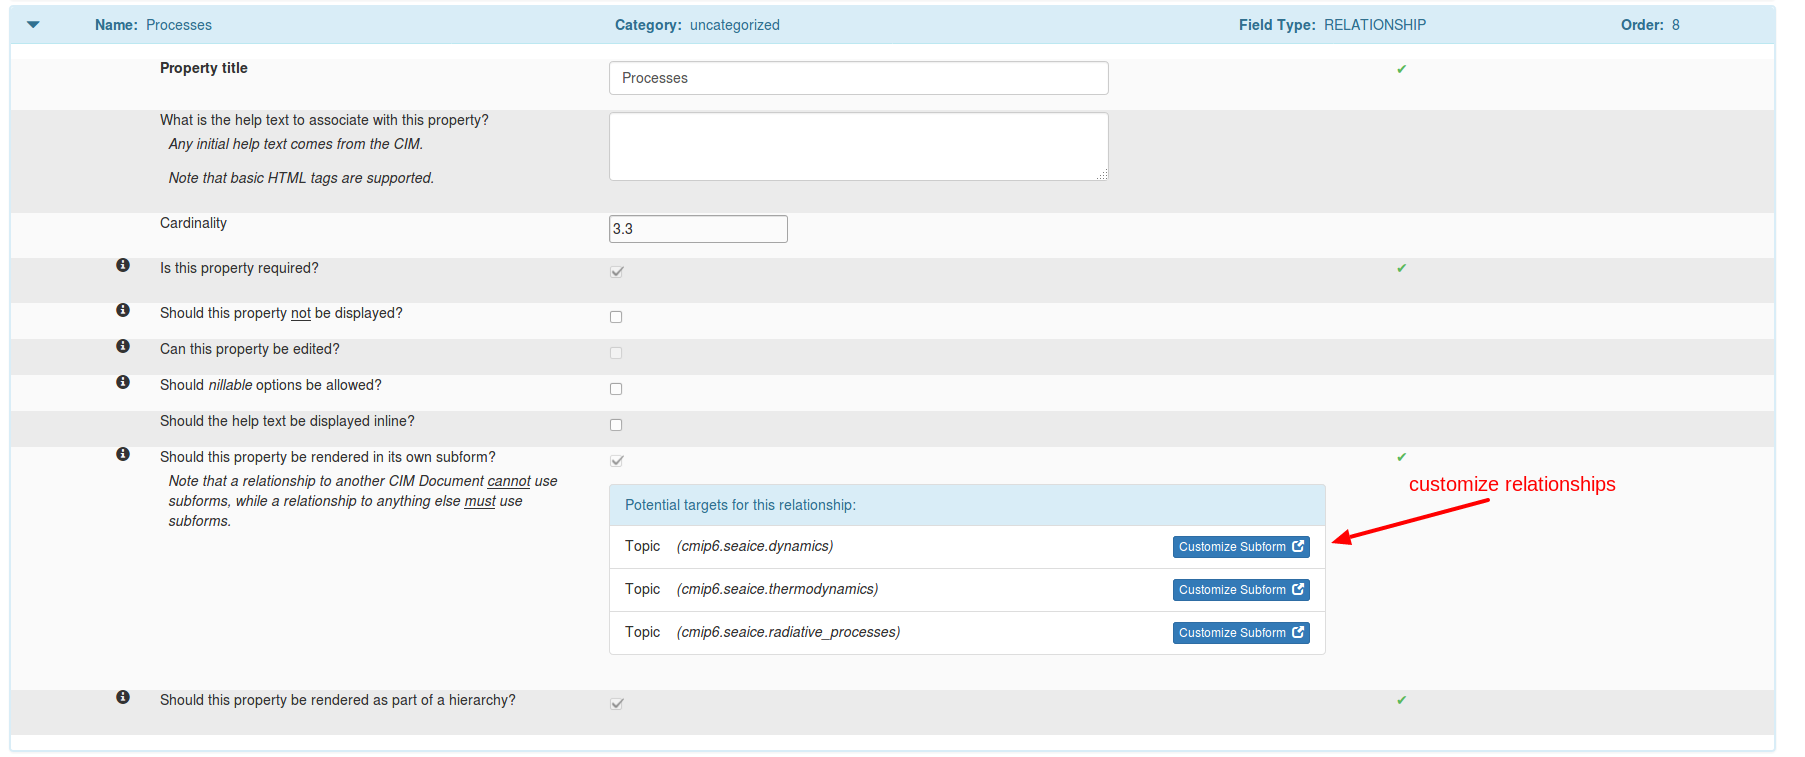 Name: Processes Category: uncategorized Field Type: RELATIONSHIP Order: 8
Property title Processes
What is the help text to associate with this property?
Any initial help text comes from the CIM.
Note that basic HTML tags are supported.
Cardinality 3.3
Is this property required?
Should this property not be displayed?
Can this property be edited?
Should nillable options be allowed?
Should the help text be displayed inline?
Should this property be rendered in its own subform?
Note that a relationship to another CIM Document cannot use
subforms, while a relationship to anything else must use
subforms.
customize relationships
Potential targets for this relationship:
Topic (cmip6.seaice.dynamics) Customize Subform
Topic (cmip6.seaice.thermodynamics) Customize Subform
Topic (cmip6.seaice.radiative_processes) Customize Subform
Should this property be rendered as part of a hierarchy?